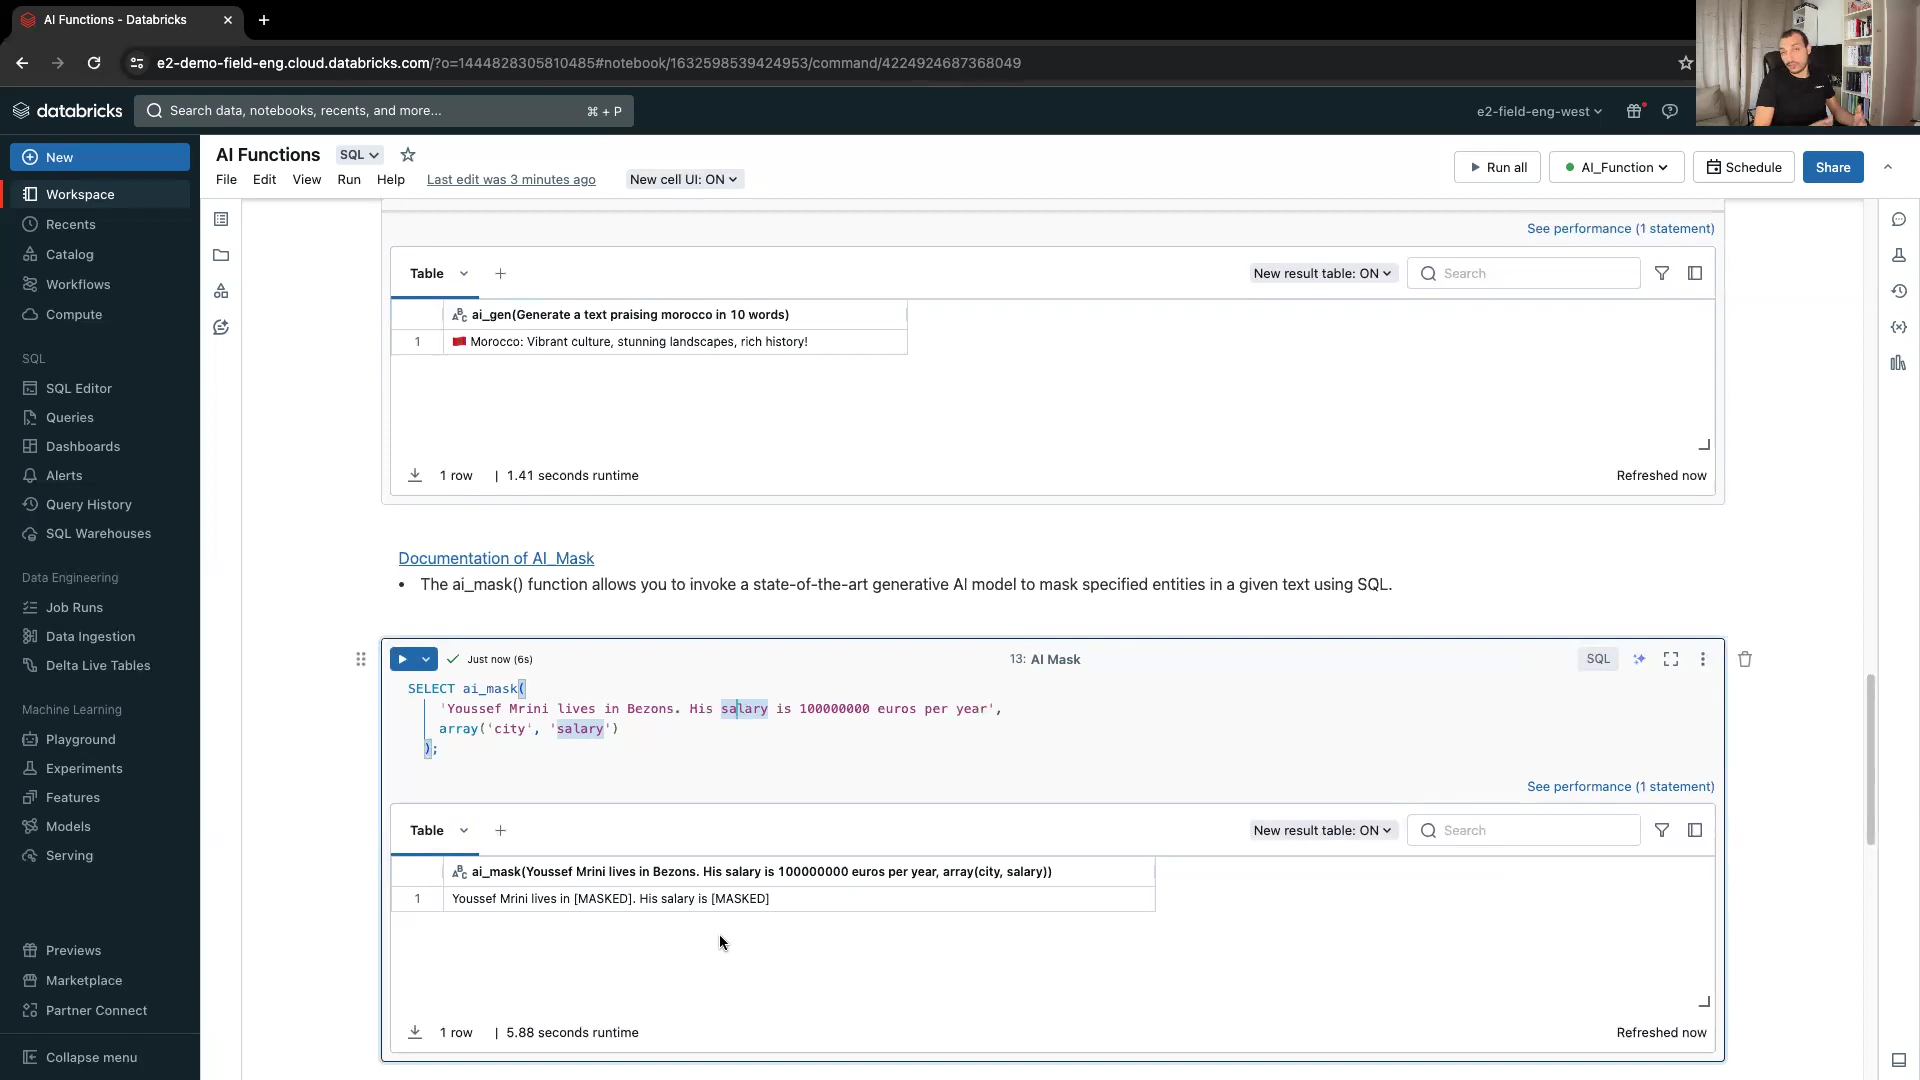 AI Functions - Databricks
e2-demo-field-eng.cloud.databricks.com/?o=1444828305810485#notebook/1632598539424953/command/4224924687368049
databricks
Search data, notebooks, recents, and more...
⌘ + P
e2-field-eng-west
New
Workspace
Recents
Catalog
Workflows
Compute
SQL
SQL Editor
Queries
Dashboards
Alerts
Query History
SQL Warehouses
Data Engineering
Job Runs
Data Ingestion
Delta Live Tables
Machine Learning
Playground
Experiments
Features
Models
Serving
Previews
Marketplace
Partner Connect
Collapse menu
AI Functions SQL
File Edit View Run Help Last edit was 3 minutes ago New cell UI: ON
Run all AI_Function Schedule Share
See performance (1 statement)
Table New result table: ON Search
ai_gen(Generate a text praising morocco in 10 words)
1 Morocco: Vibrant culture, stunning landscapes, rich history!
1 row | 1.41 seconds runtime Refreshed now
Documentation of AI_Mask
• The ai_mask() function allows you to invoke a state-of-the-art generative AI model to mask specified entities in a given text using SQL.
Just now (6s) 13: AI Mask SQL
SELECT ai_mask(
'Youssef Mrini lives in Bezons. His salary is 100000000 euros per year',
array('city', 'salary')
);
See performance (1 statement)
Table New result table: ON Search
ai_mask(Youssef Mrini lives in Bezons. His salary is 100000000 euros per year, array(city, salary))
1 Youssef Mrini lives in [MASKED]. His salary is [MASKED]
1 row | 5.88 seconds runtime Refreshed now